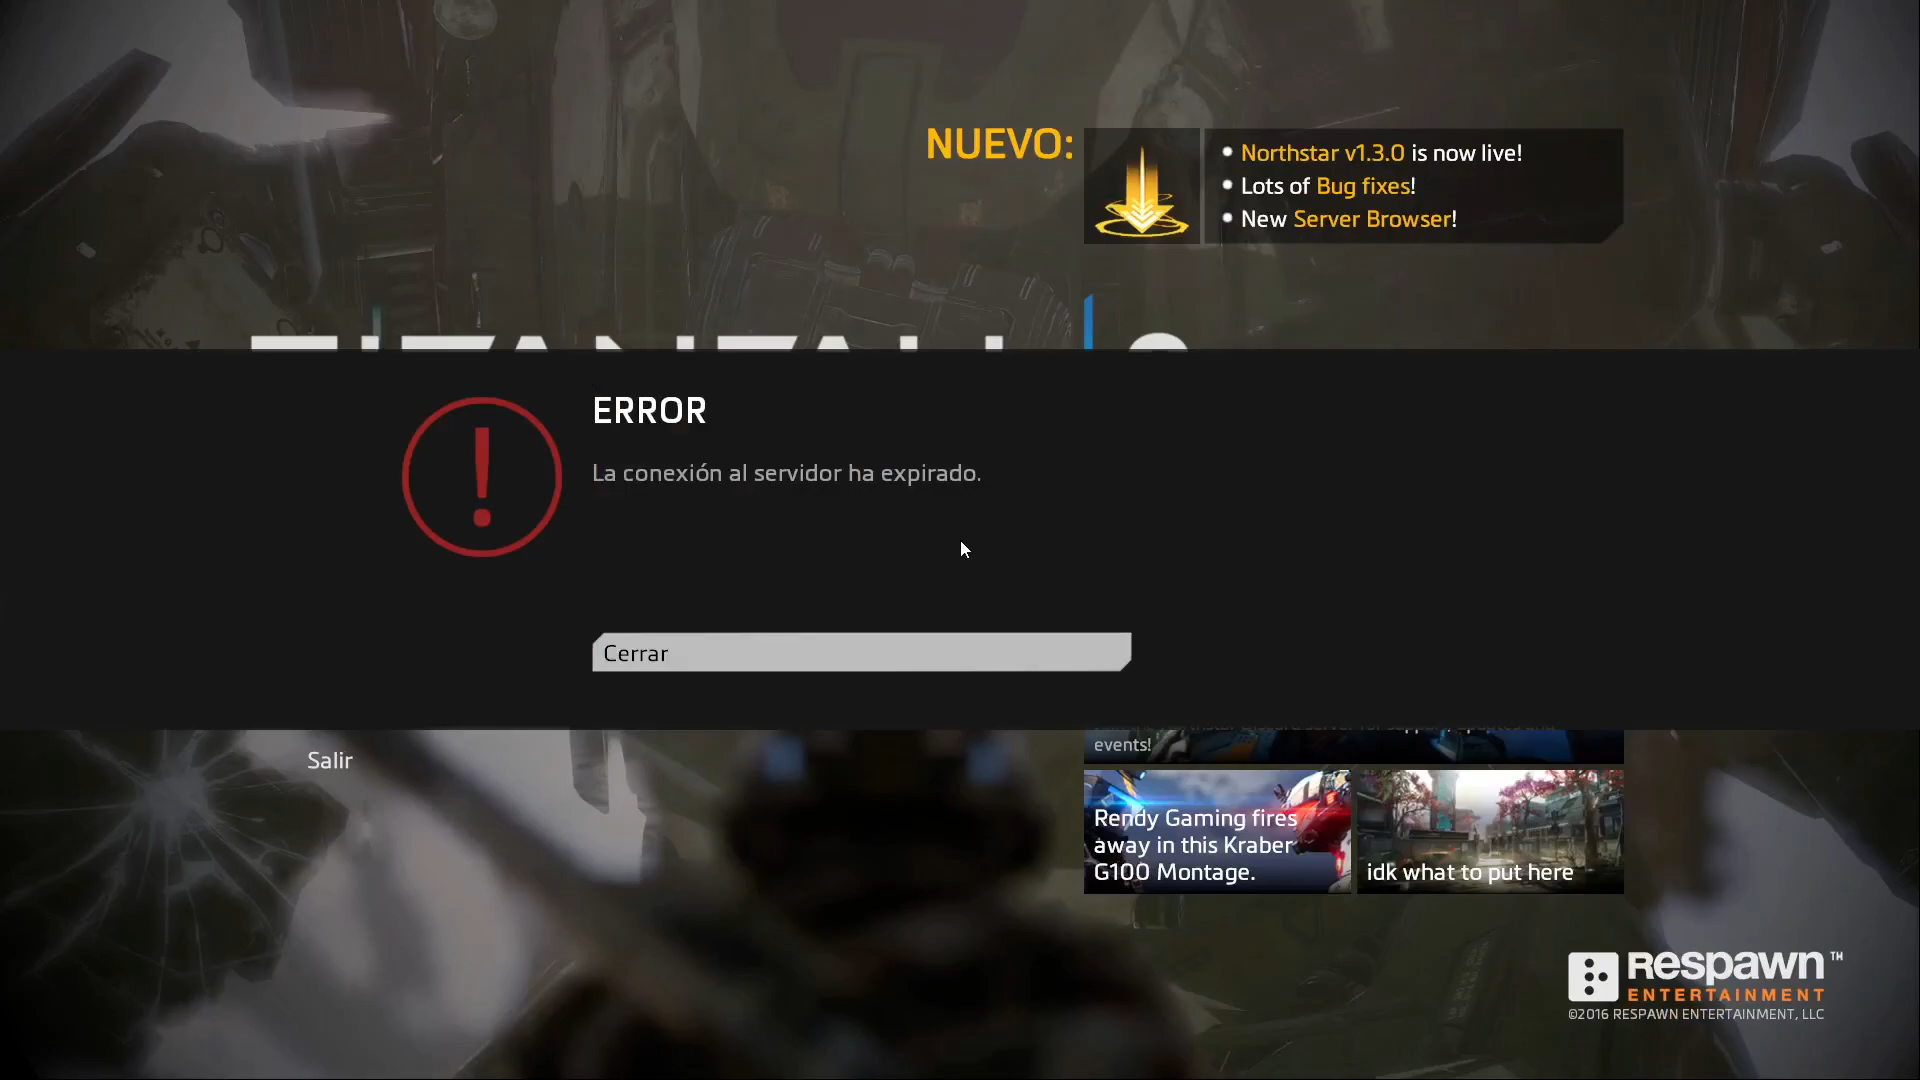 NUEVO:
• Northstar v1.3.0 is now live!
• Lots of Bug fixes!
• New Server Browser!
ERROR
La conexión al servidor ha expirado.
Cerrar
Salir
events!
Rendy Gaming fires
away in this Kraber
G100 Montage.
idk what to put here
Respawn™
ENTERTAINMENT
©2016 RESPAWN ENTERTAINMENT, LLC